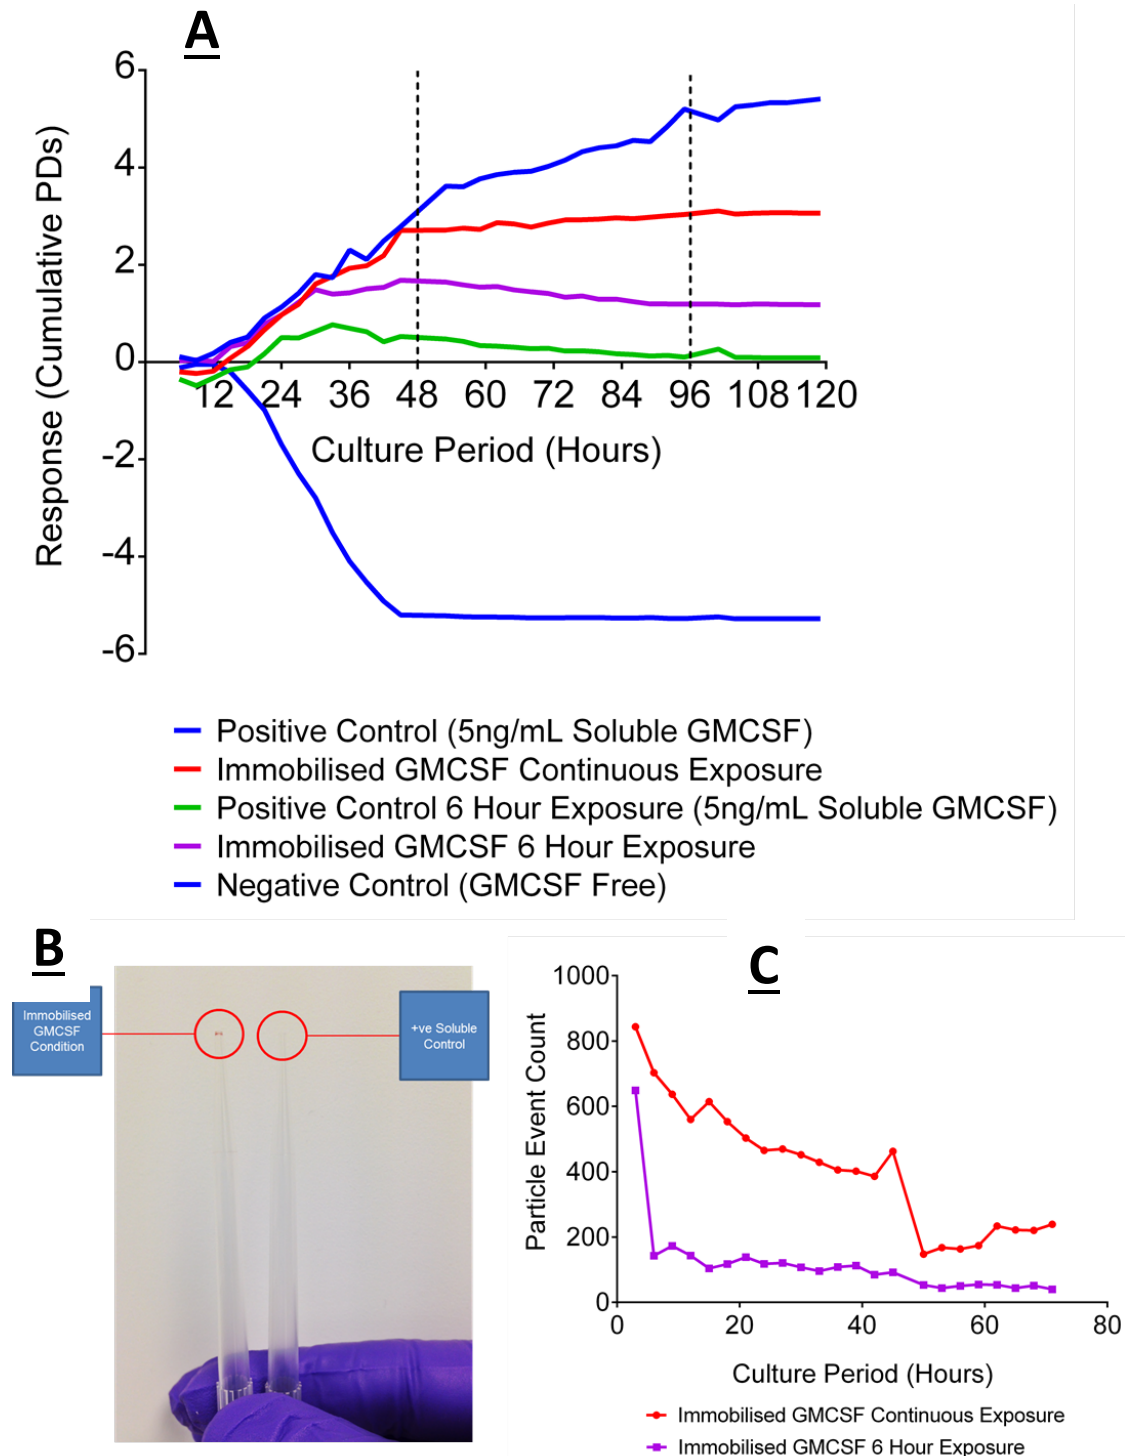 A
Response (Cumulative PDs)
6
4
2
0
-2
-4
-6
12 24 36 48 60 72 84 96 108 120
Culture Period (Hours)
Positive Control (5ng/mL Soluble GMCSF)
Immobilised GMCSF Continuous Exposure
Positive Control 6 Hour Exposure (5ng/mL Soluble GMCSF)
Immobilised GMCSF 6 Hour Exposure
Negative Control (GMCSF Free)
B
Immobilised
GMCSF
Condition
+ve Soluble
Control
C
Particle Event Count
1000
800
600
400
200
0
0 20 40 60 80
Culture Period (Hours)
Immobilised GMCSF Continuous Exposure
Immobilised GMCSF 6 Hour Exposure